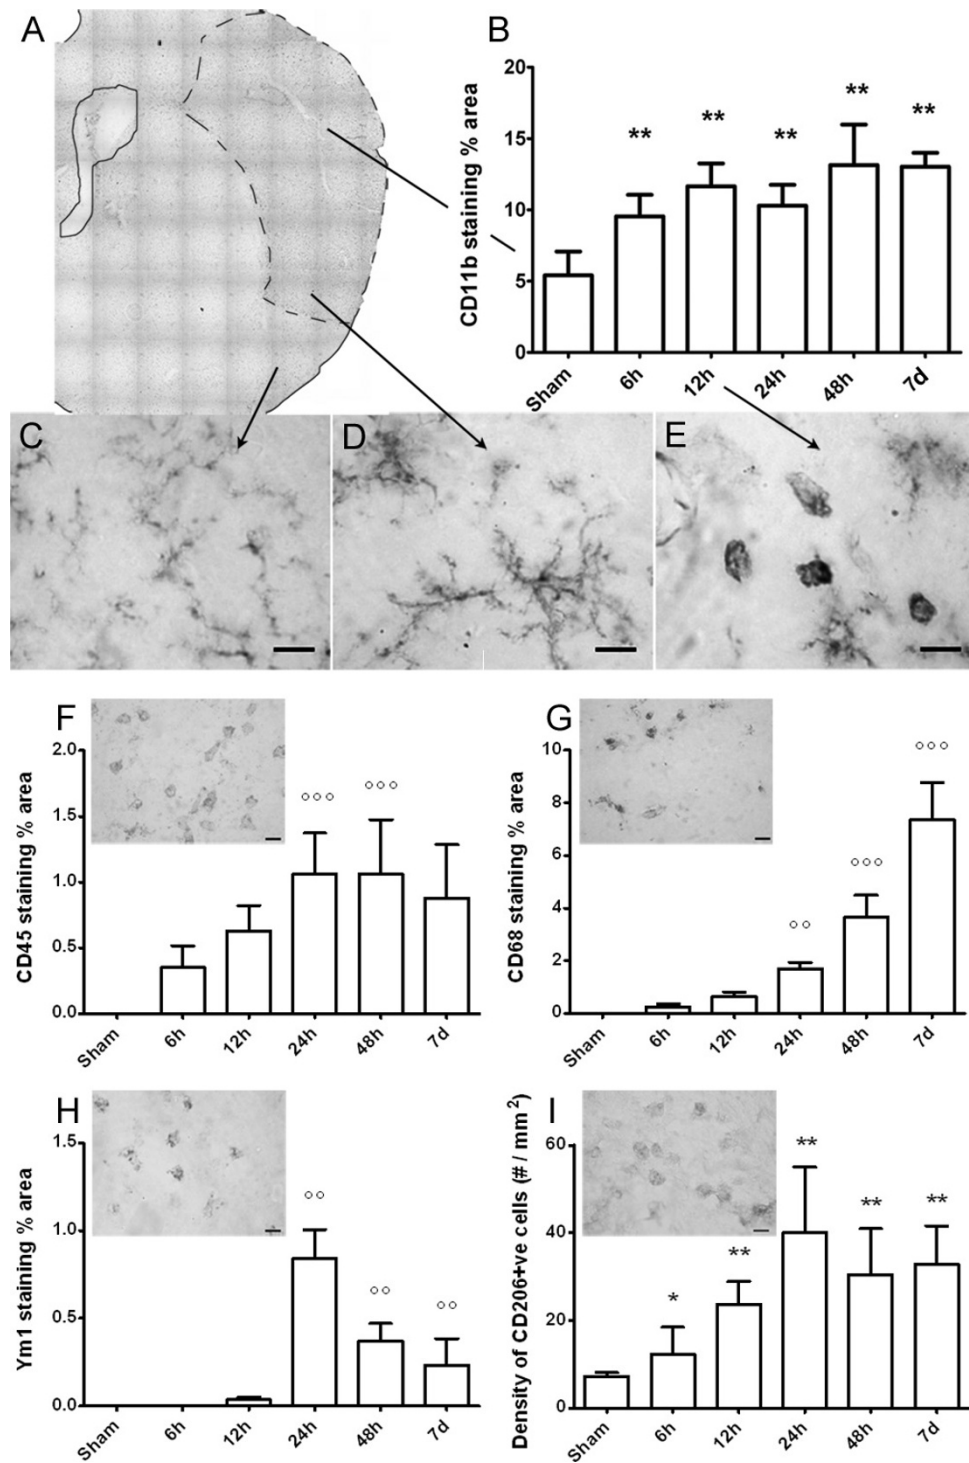 A
B
CD11b staining % area
20
15
10
5
0
**
**
**
**
**
Sham
6h
12h
24h
48h
7d
C
D
E
F
CD45 staining % area
2.0
1.5
1.0
0.5
0.0
°°°
°°°
Sham
6h
12h
24h
48h
7d
G
CD68 staining % area
10
8
6
4
2
0
°°
°°°
°°°
Sham
6h
12h
24h
48h
7d
H
Ym1 staining % area
1.5
1.0
0.5
0.0
°°
°°
°°
Sham
6h
12h
24h
48h
7d
I
Density of CD206+ve cells (# / mm²)
60
40
20
0
*
**
**
**
**
Sham
6h
12h
24h
48h
7d